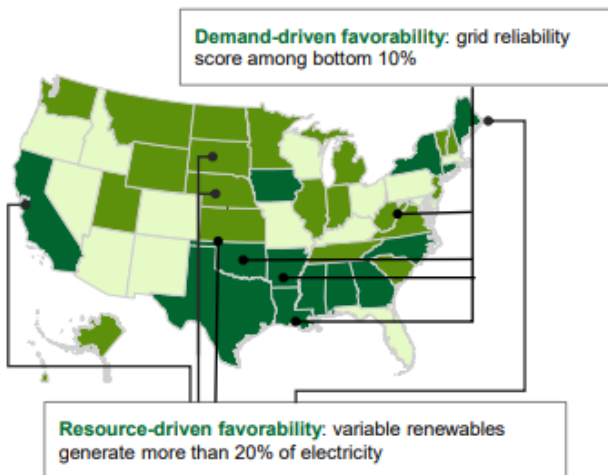 Demand-driven favorability: grid reliability
score among bottom 10%
Resource-driven favorability: variable renewables
generate more than 20% of electricity